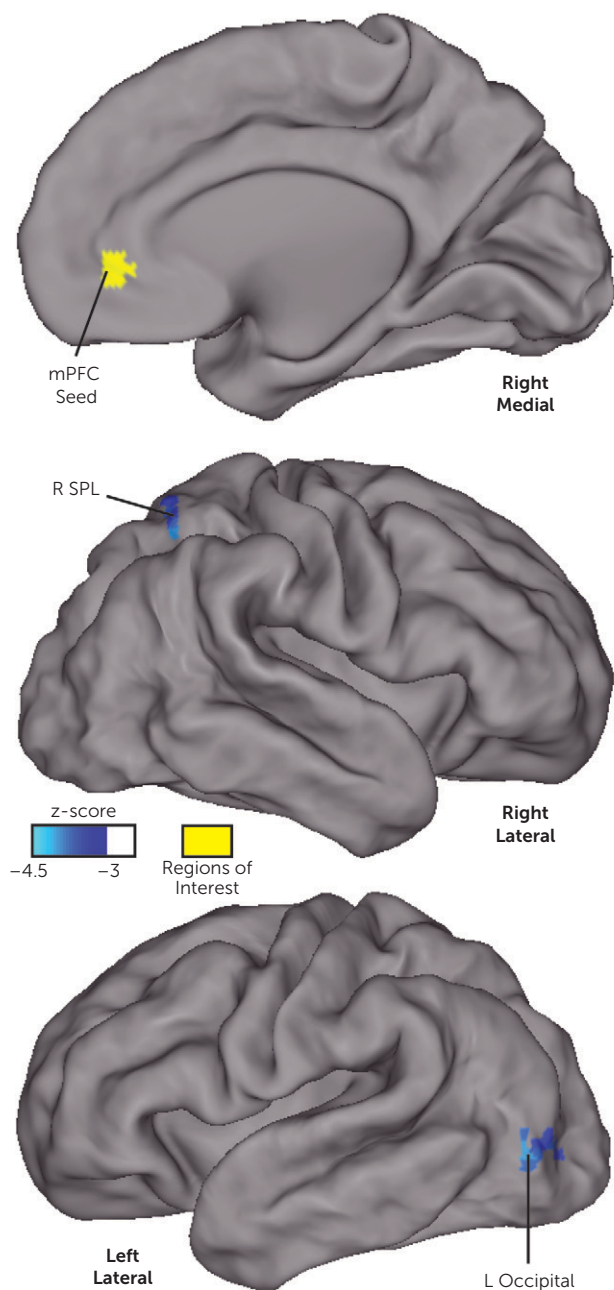 mPFC
Seed
Right
Medial
R SPL
z-score
−4.5
−3
Regions of
Interest
Right
Lateral
Left
Lateral
L Occipital